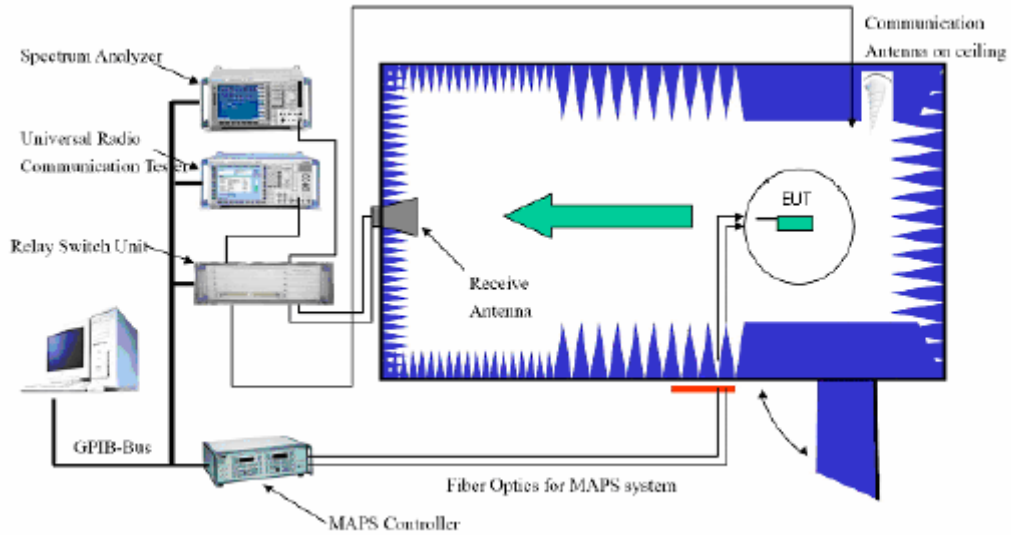 Communication
Antenna on ceiling
Spectrum Analyzer
Universal Radio
Communication Tester
EUT
Relay Switch Unit
Receive
Antenna
GPIB-Bus
Fiber Optics for MAPS system
MAPS Controller